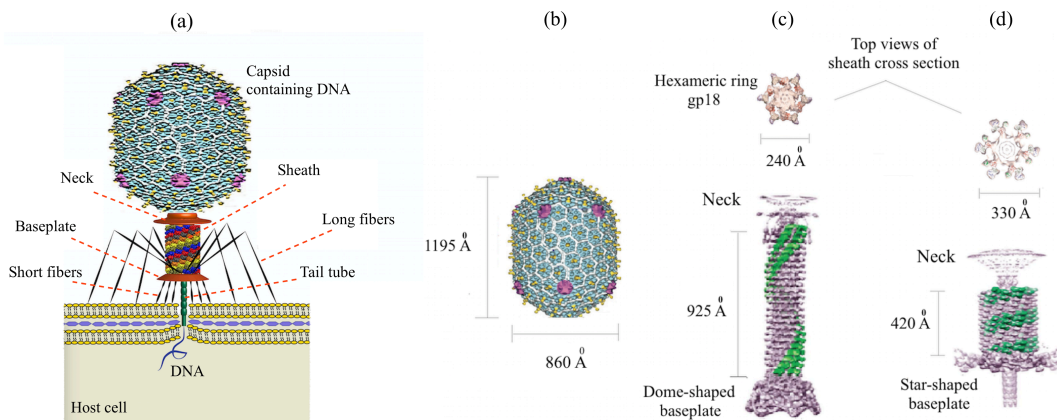 (a)
Capsid
containing DNA
Neck
Sheath
Baseplate
Long fibers
Short fibers
Tail tube
DNA
Host cell
(b)
1195 Å
860 Å
(c)
Top views of
sheath cross section
Hexameric ring
gp18
240 Å
Neck
925 Å
Dome-shaped
baseplate
(d)
330 Å
Neck
420 Å
Star-shaped
baseplate